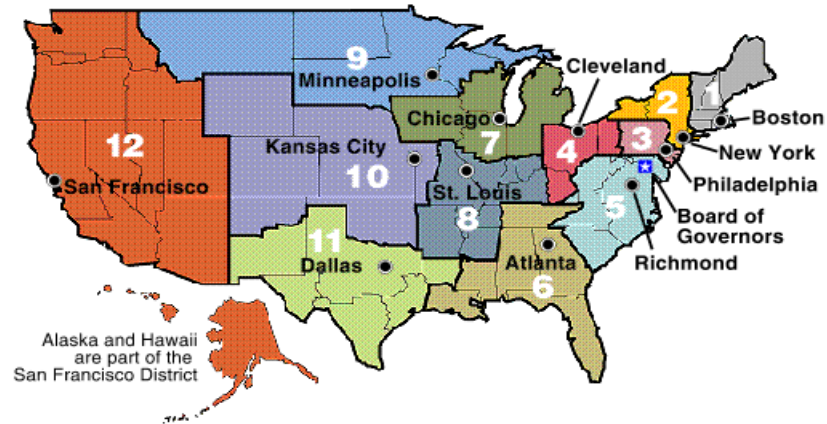 Cleveland
9
Minneapolis
2
1
Chicago
Boston
7
12
Kansas City
4
3
New York
10
San Francisco
St. Louis
Philadelphia
8
5
Board of
Governors
11
Dallas
Atlanta
Richmond
6
Alaska and Hawaii
are part of the
San Francisco District